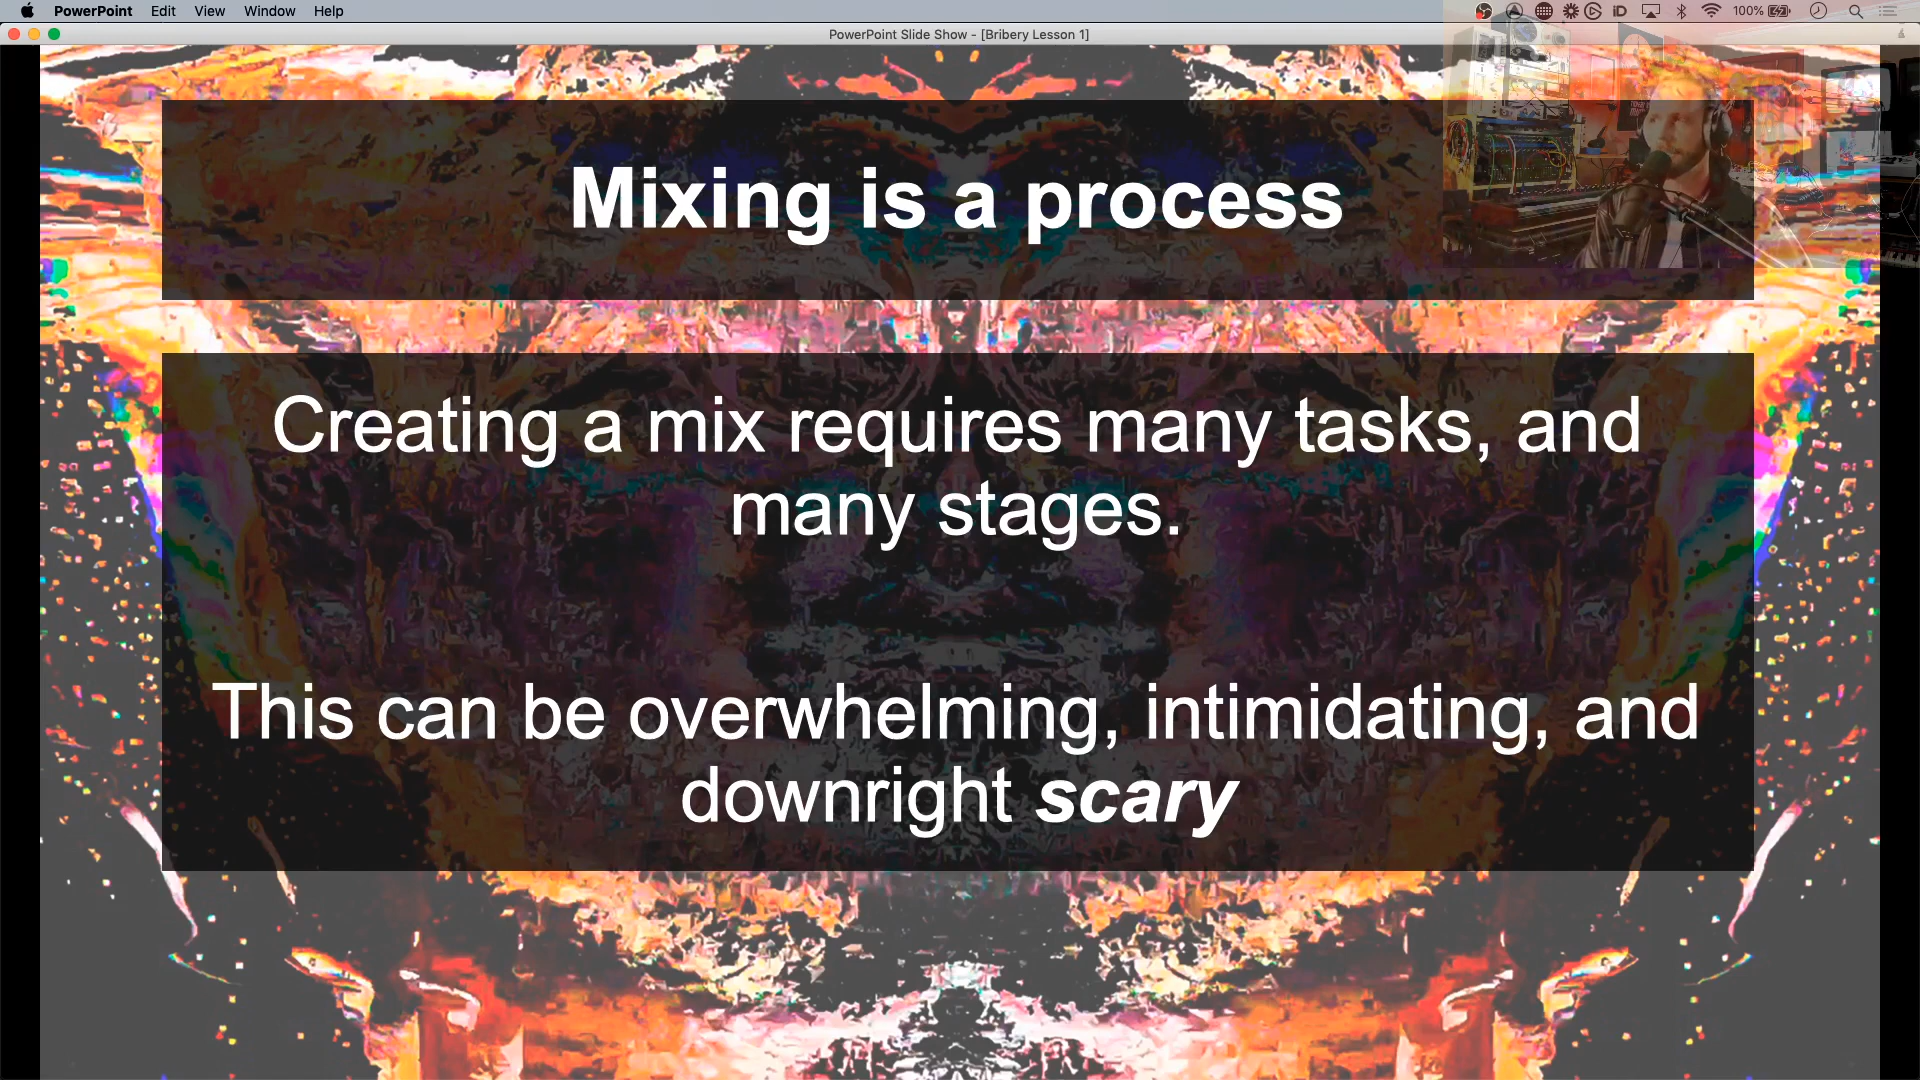 PowerPoint Edit View Window Help 100%
PowerPoint Slide Show - [Bribery Lesson 1]
Mixing is a process
Creating a mix requires many tasks, and
many stages.
This can be overwhelming, intimidating, and
downright scary